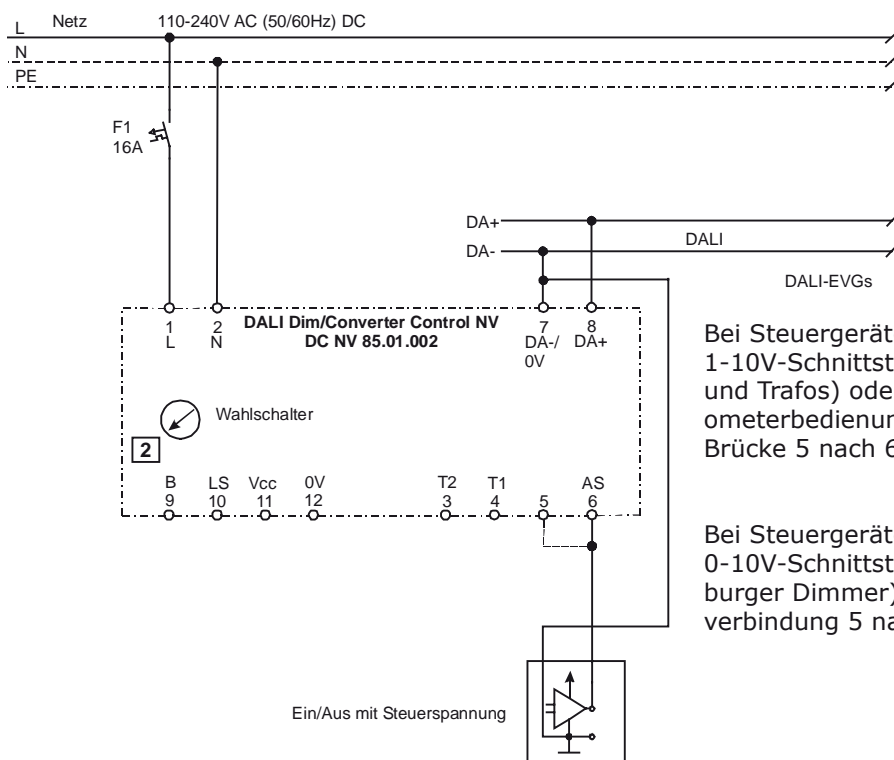 L Netz 110-240V AC (50/60Hz) DC
N
PE
F1
16A
DA+
DA-
DALI
DALI-EVGs
1 2 DALI Dim/Converter Control NV 7 8
L N DC NV 85.01.002 DA-/ DA+
0V
Wahlschalter
2
B LS Vcc 0V T2 T1 AS
9 10 11 12 3 4 5 6
Bei Steuergerät
1-10V-Schnittst
und Trafos) ode
ometerbedienun
Brücke 5 nach 6
Bei Steuergerät
0-10V-Schnittst
burger Dimmer)
verbindung 5 na
Ein/Aus mit Steuerspannung